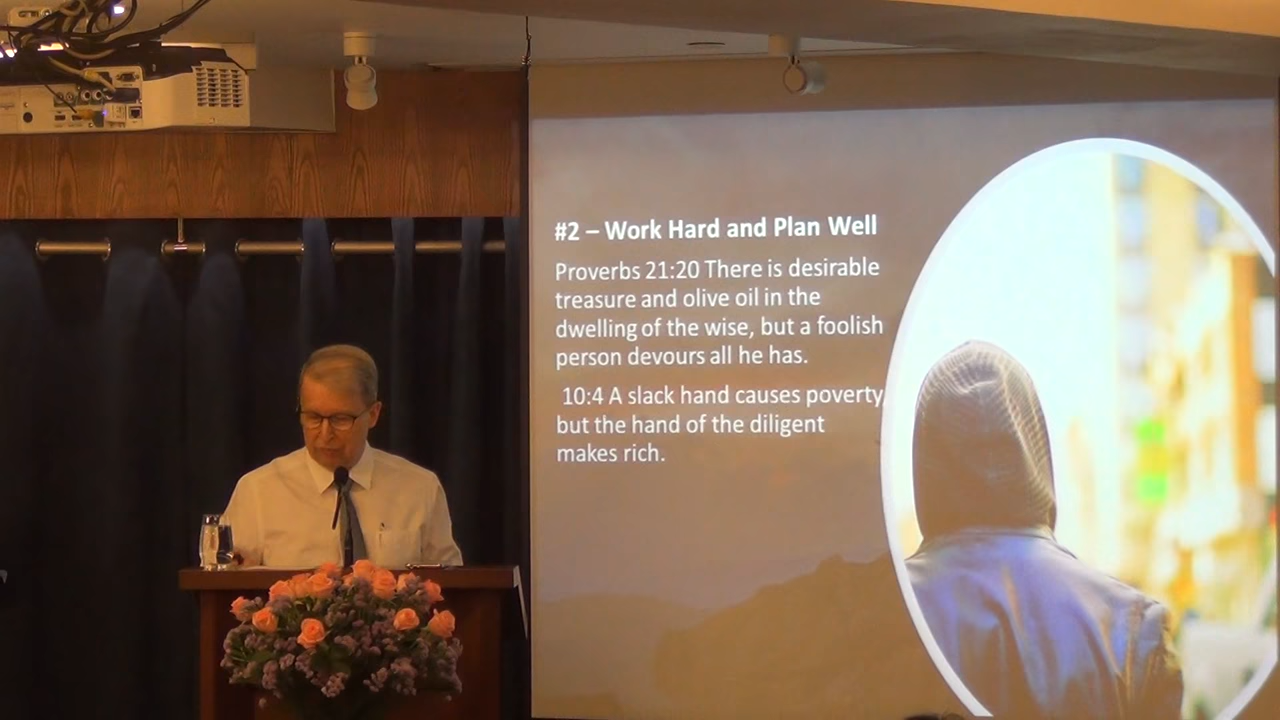 #2 – Work Hard and Plan Well
Proverbs 21:20 There is desirable
treasure and olive oil in the
dwelling of the wise, but a foolish
person devours all he has.
10:4 A slack hand causes poverty,
but the hand of the diligent
makes rich.